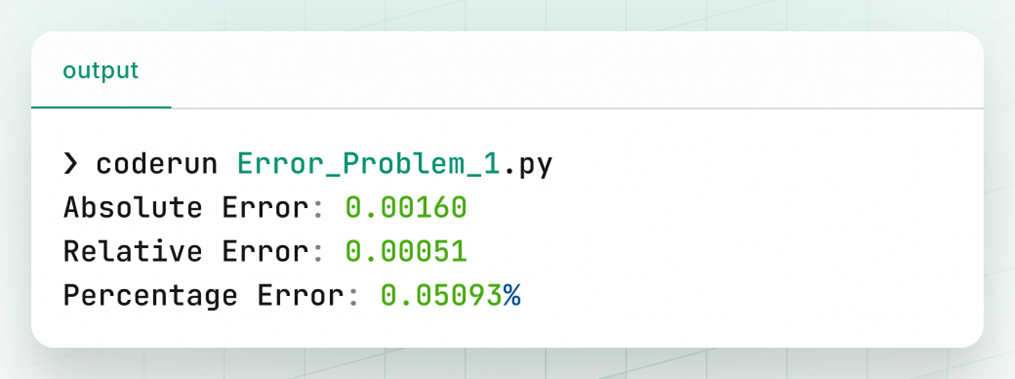 output
❯ coderun Error_Problem_1.py
Absolute Error: 0.00160
Relative Error: 0.00051
Percentage Error: 0.05093%